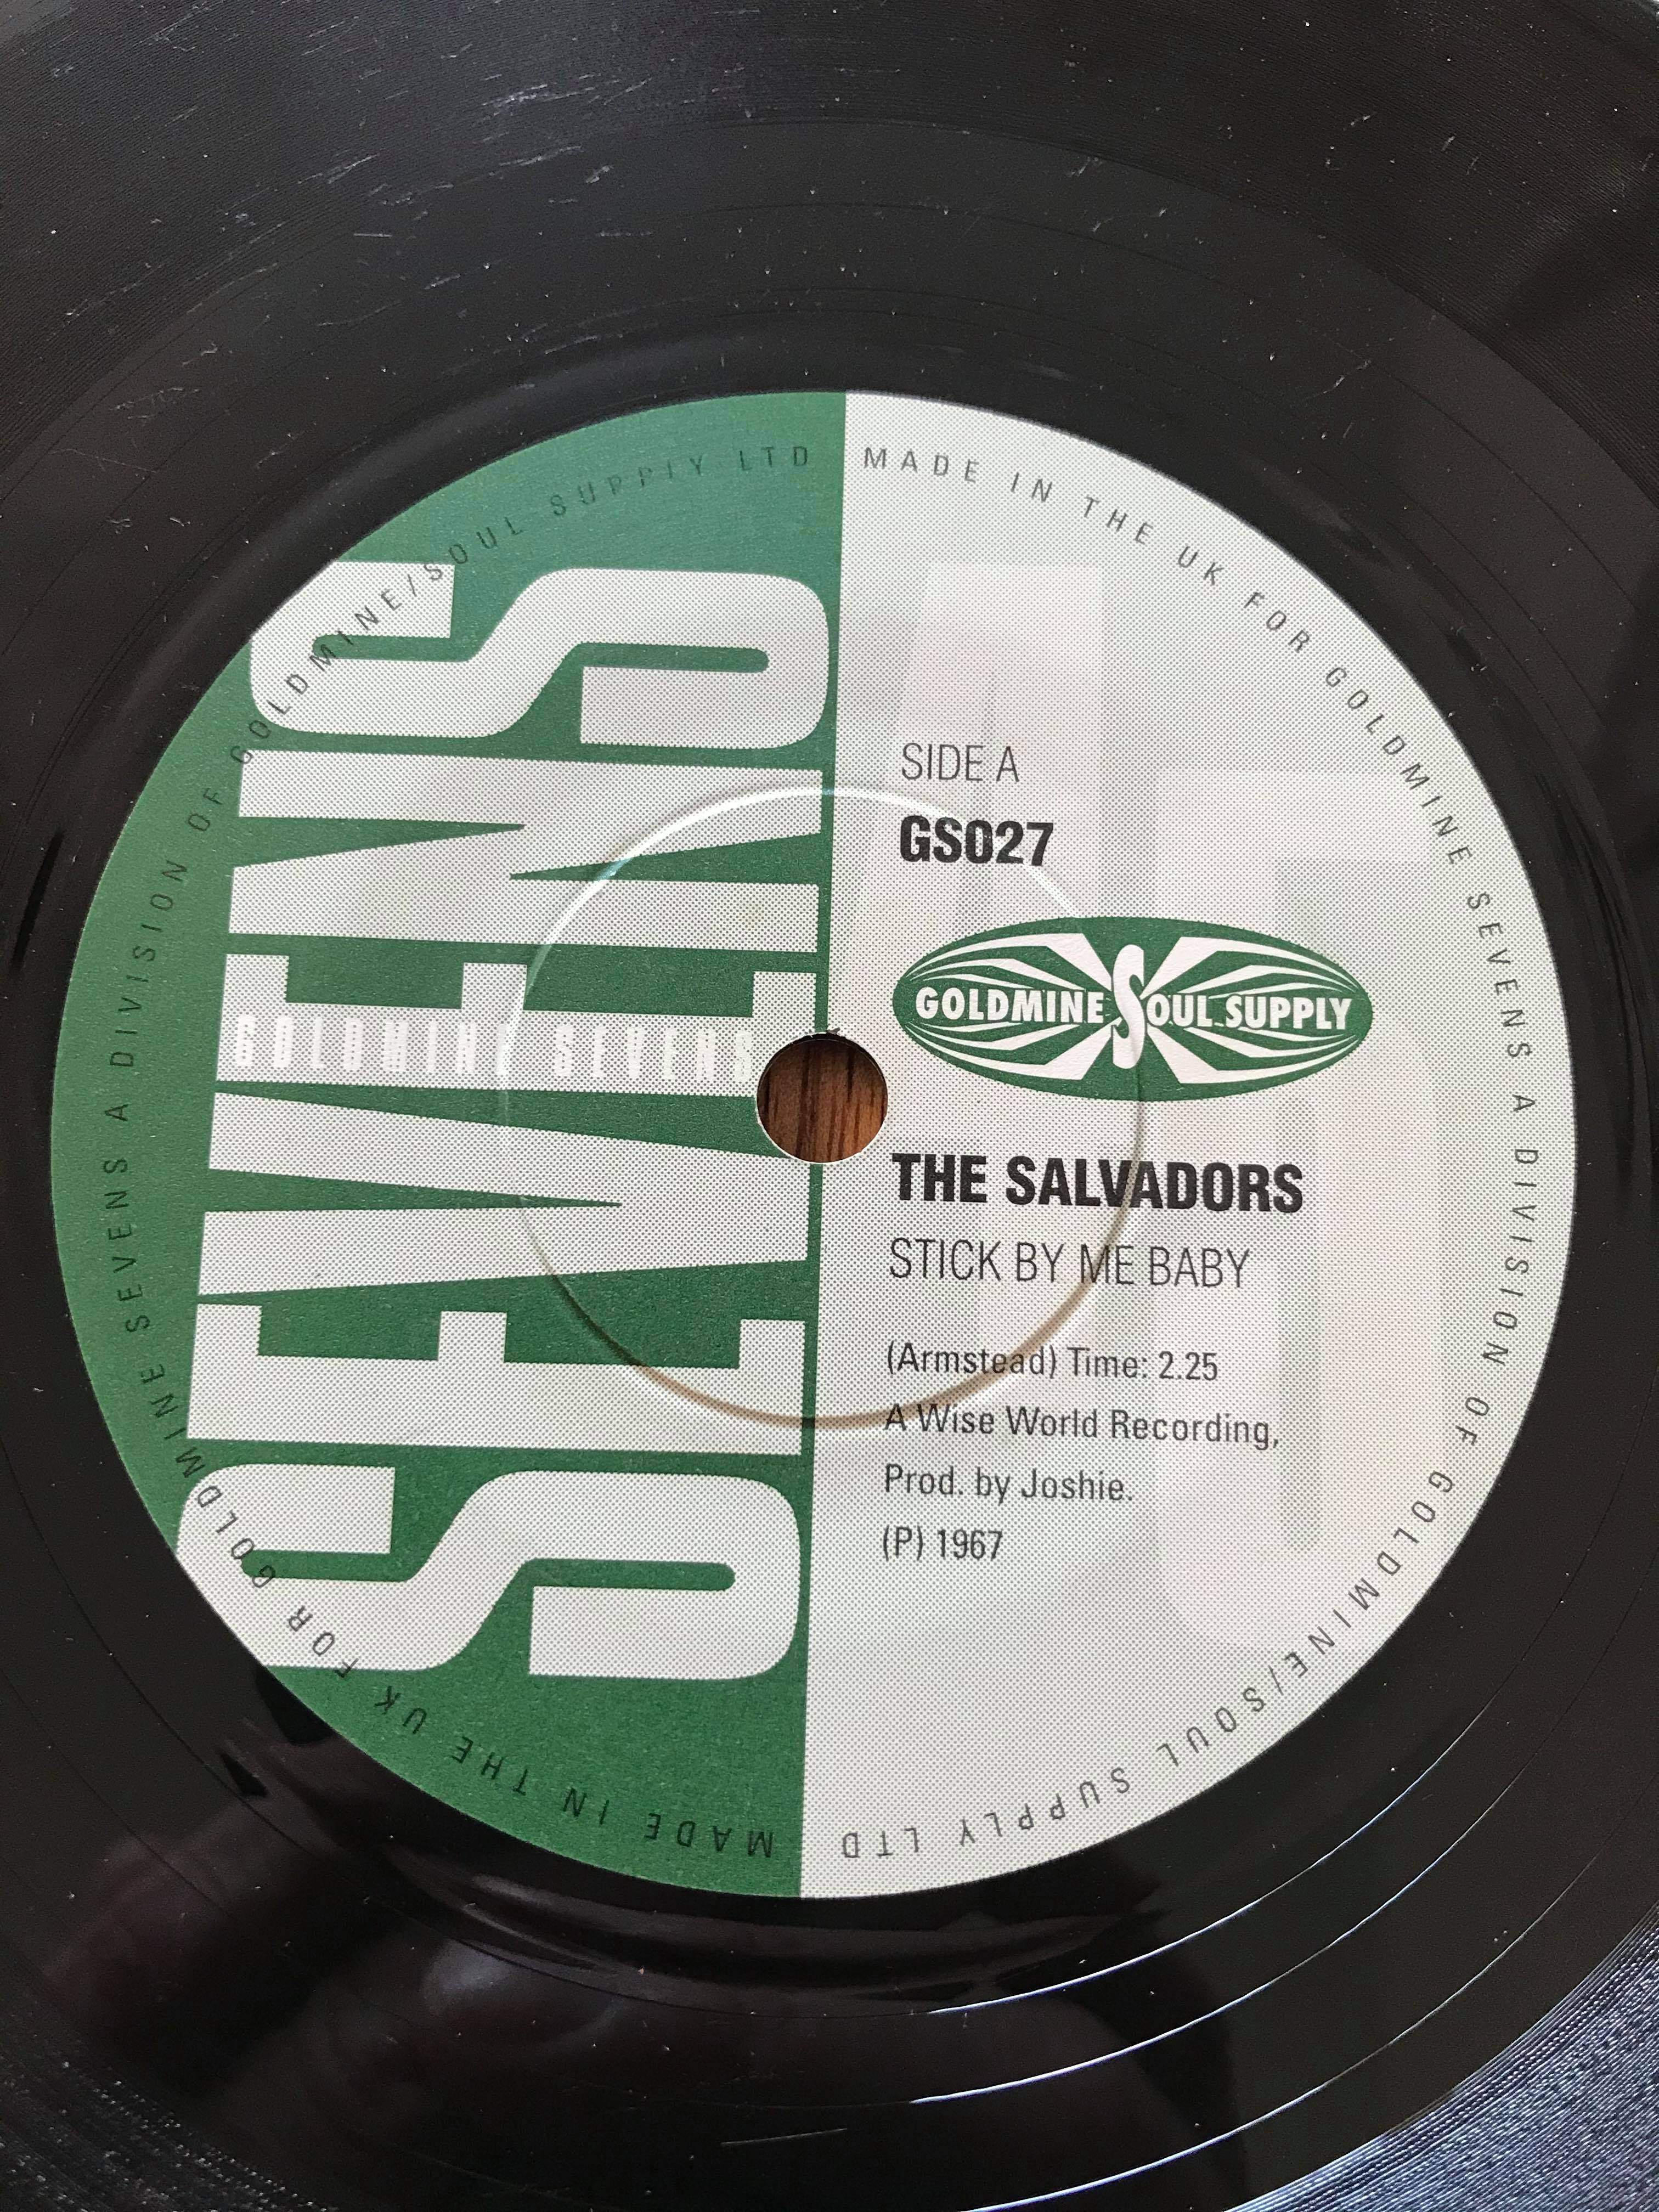 SEVENS
GOLDMINE SEVENS
MADE IN THE UK FOR GOLDMINE SEVENS A DIVISION OF GOLDMINE/SOUL SUPPLY LTD
MADE IN THE UK FOR GOLDMINE SEVENS A DIVISION OF GOLDMINE/SOUL SUPPLY LTD
SIDE A
GS027
GOLDMINE SOUL SUPPLY
THE SALVADORS
STICK BY ME BABY
(Armstead) Time: 2.25
A Wise World Recording,
Prod. by Joshie.
(P) 1967